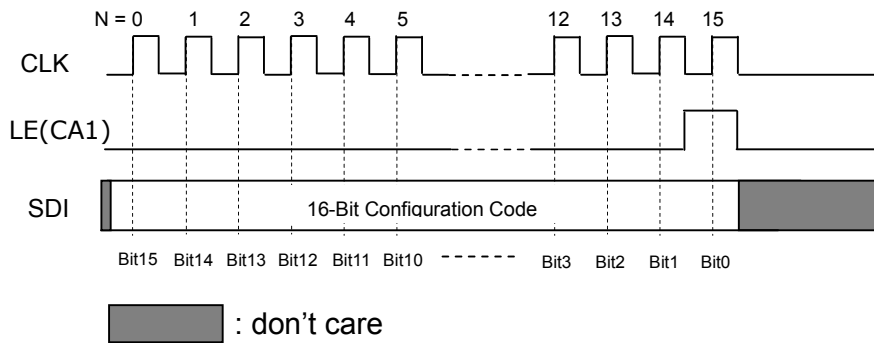 N = 0 1 2 3 4 5 12 13 14 15
CLK
LE(CA1)
SDI 16-Bit Configuration Code
Bit15 Bit14 Bit13 Bit12 Bit11 Bit10 Bit3 Bit2 Bit1 Bit0
: don't care